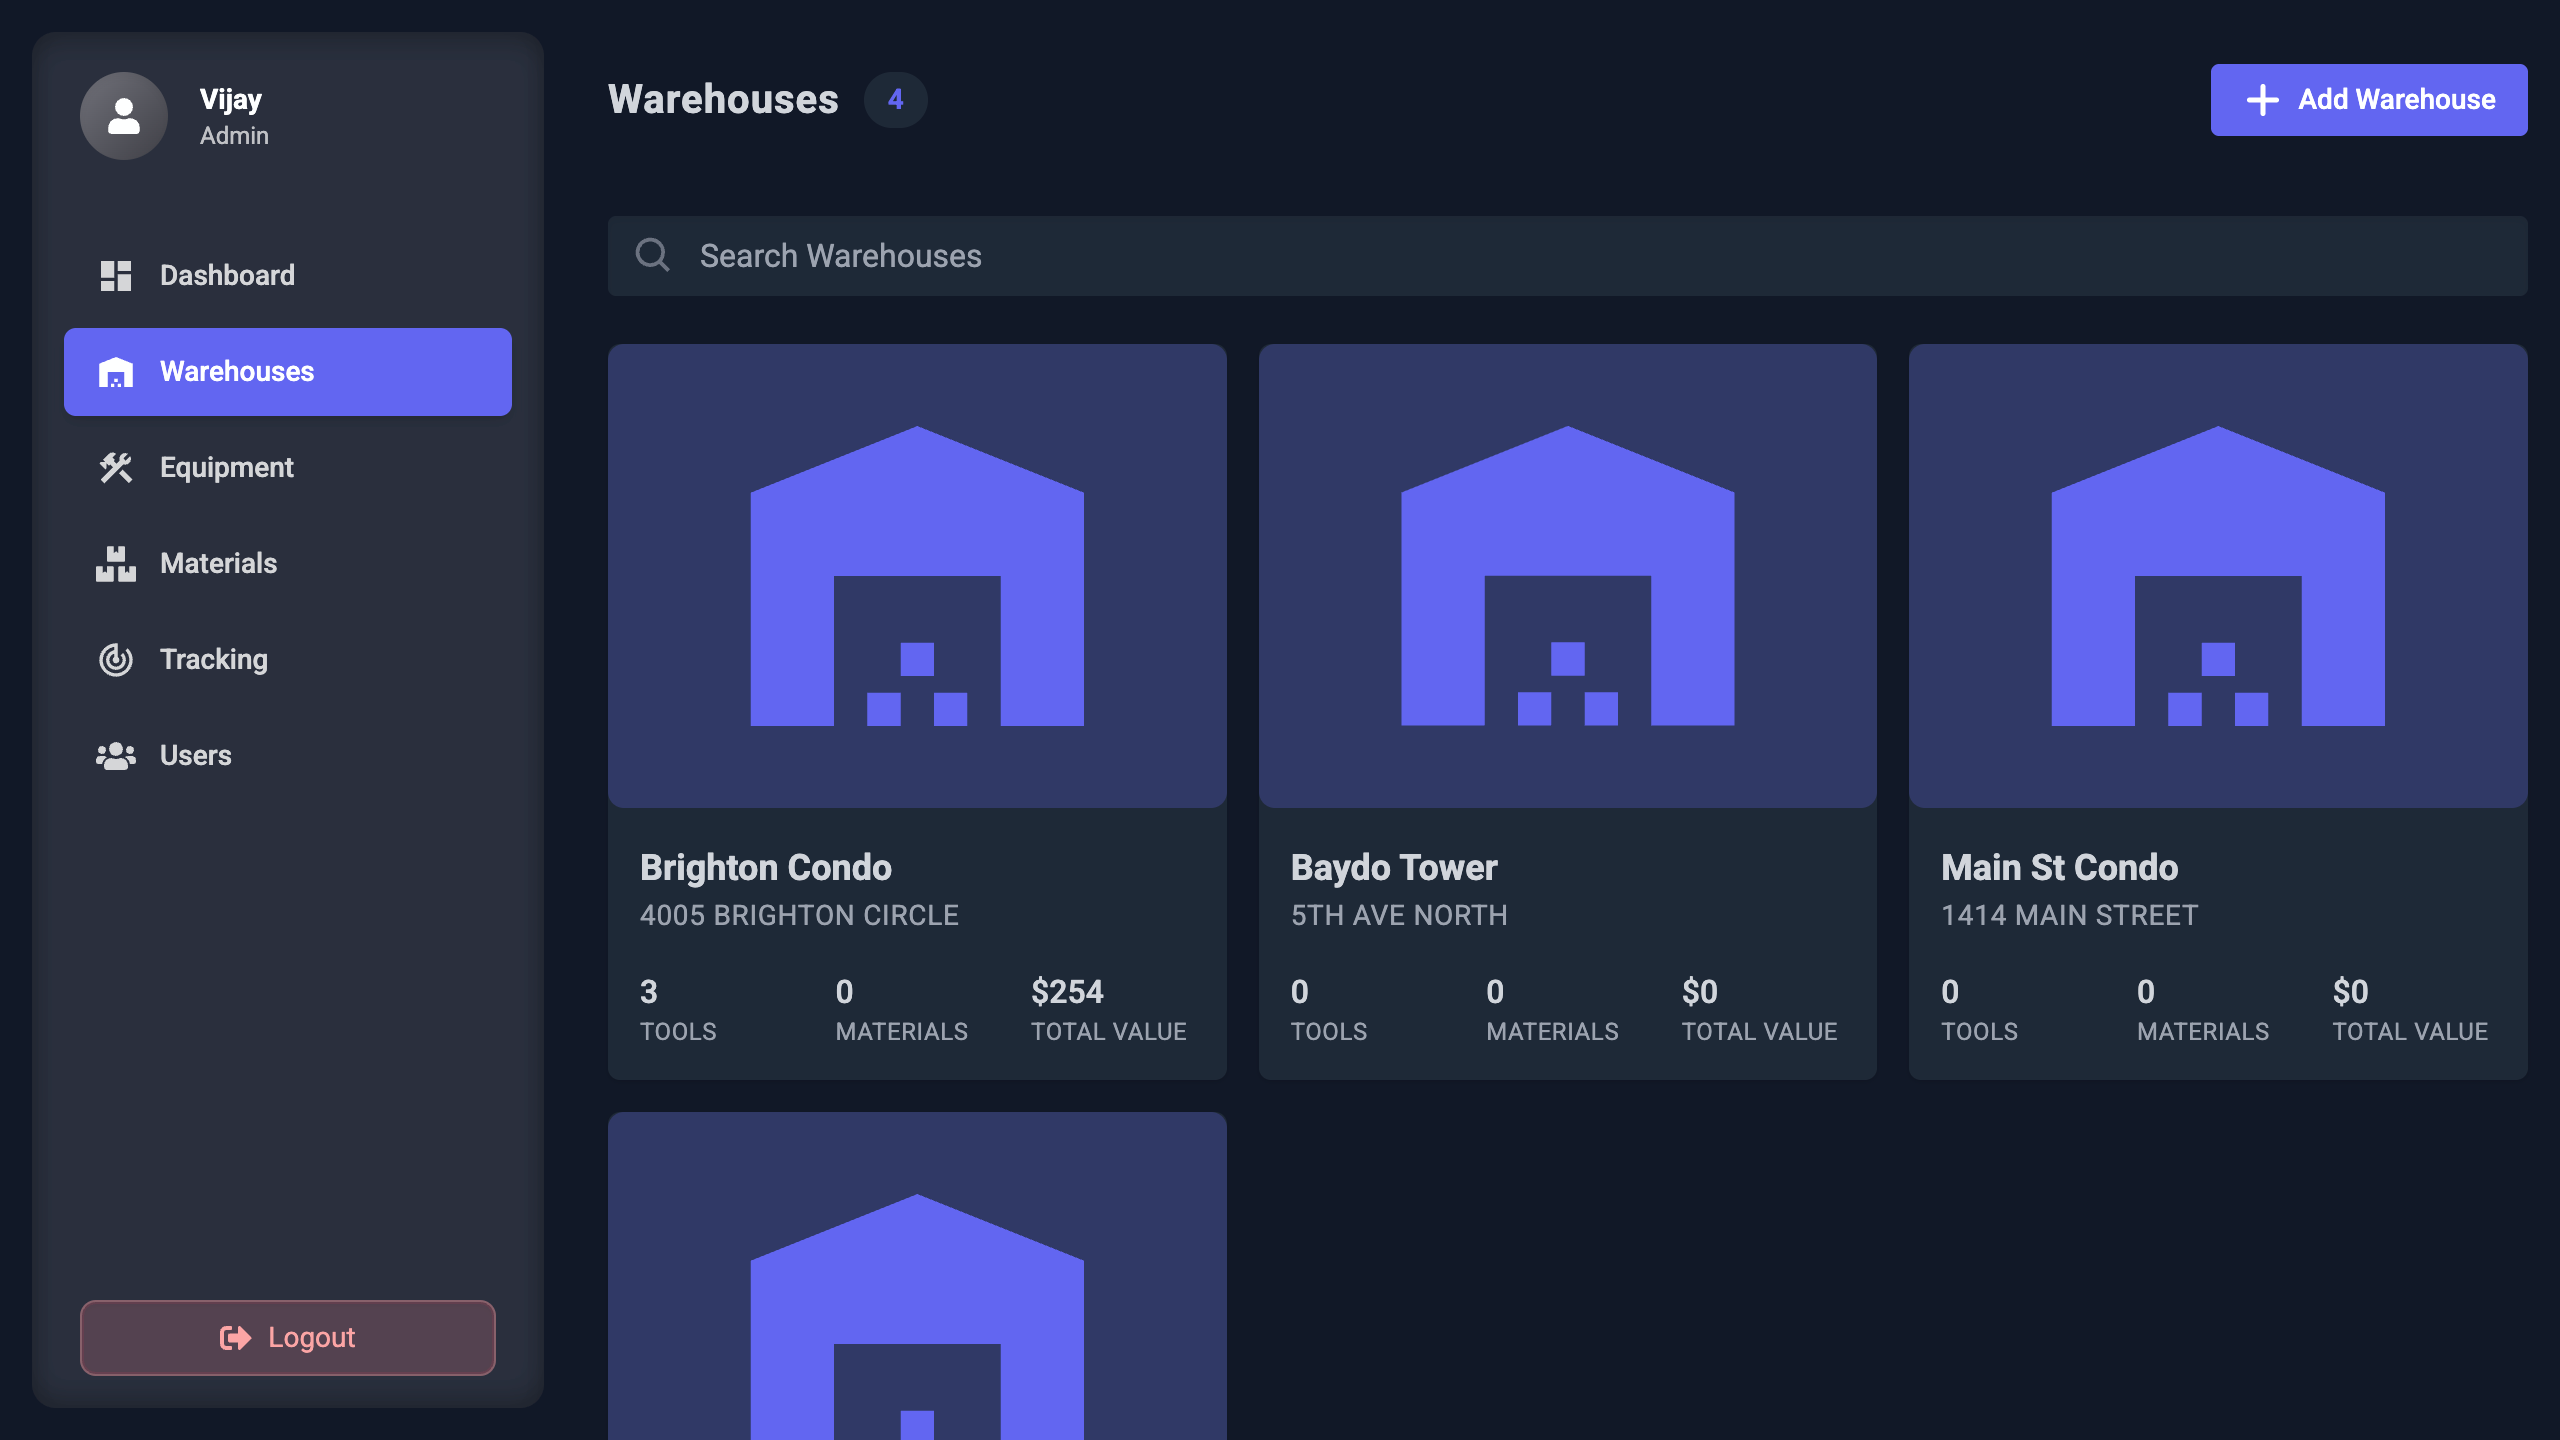 Vijay
Admin
Dashboard
Warehouses
Equipment
Materials
Tracking
Users
Logout
Warehouses 4
Add Warehouse
Search Warehouses
Brighton Condo
4005 BRIGHTON CIRCLE
3 0 $254
TOOLS MATERIALS TOTAL VALUE
Baydo Tower
5TH AVE NORTH
0 0 $0
TOOLS MATERIALS TOTAL VALUE
Main St Condo
1414 MAIN STREET
0 0 $0
TOOLS MATERIALS TOTAL VALUE